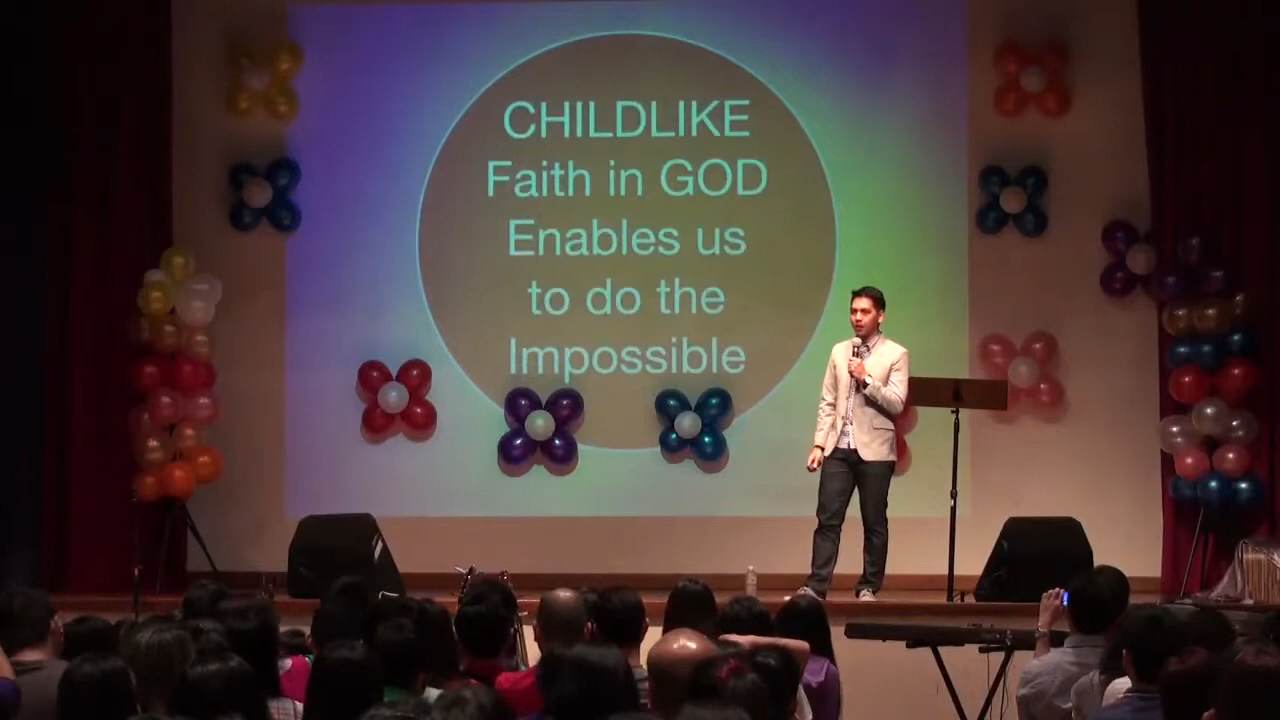 CHILDLIKE
Faith in GOD
Enables us
to do the
Impossible